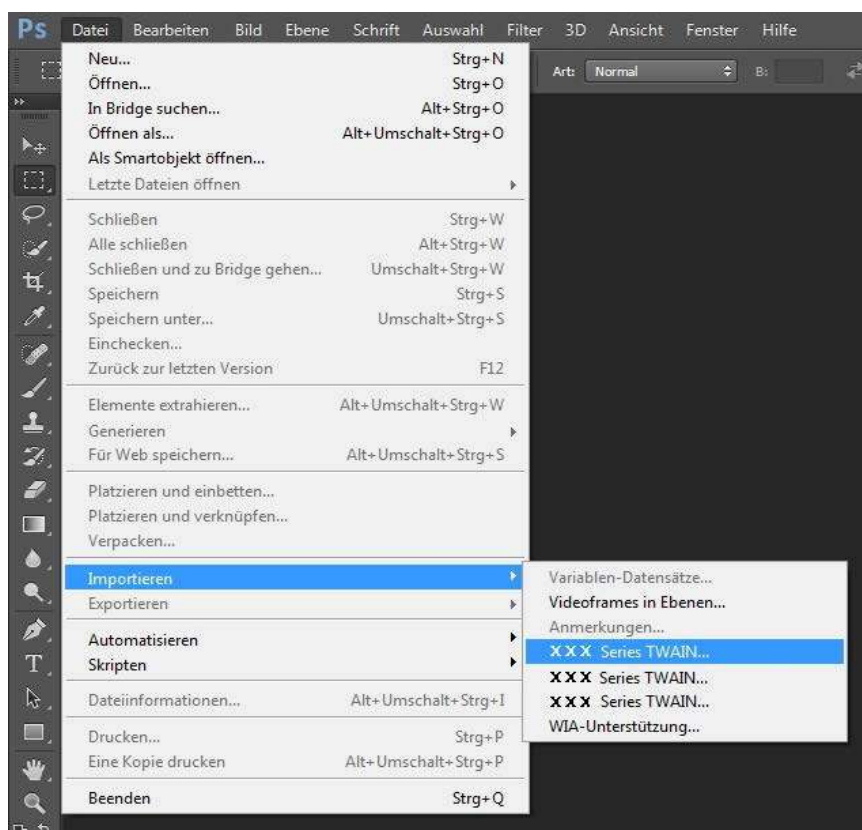 Ps Datei Bearbeiten Bild Ebene Schrift Auswahl Filter 3D Ansicht Fenster Hilfe
Art: Normal B:
Neu... Strg+N
Öffnen... Strg+O
In Bridge suchen... Alt+Strg+O
Öffnen als... Alt+Umschalt+Strg+O
Als Smartobjekt öffnen...
Letzte Dateien öffnen
Schließen Strg+W
Alle schließen Alt+Strg+W
Schließen und zu Bridge gehen... Umschalt+Strg+W
Speichern Strg+S
Speichern unter... Umschalt+Strg+S
Einchecken...
Zurück zur letzten Version F12
Elemente extrahieren... Alt+Umschalt+Strg+W
Generieren
Für Web speichern... Alt+Umschalt+Strg+S
Platzieren und einbetten...
Platzieren und verknüpfen...
Verpacken...
Importieren
Exportieren
Automatisieren
Skripten
Dateiinformationen... Alt+Umschalt+Strg+I
Drucken... Strg+P
Eine Kopie drucken Alt+Umschalt+Strg+P
Beenden Strg+Q
Variablen-Datensätze...
Videoframes in Ebenen...
Anmerkungen...
XXX Series TWAIN...
XXX Series TWAIN...
XXX Series TWAIN...
WIA-Unterstützung...